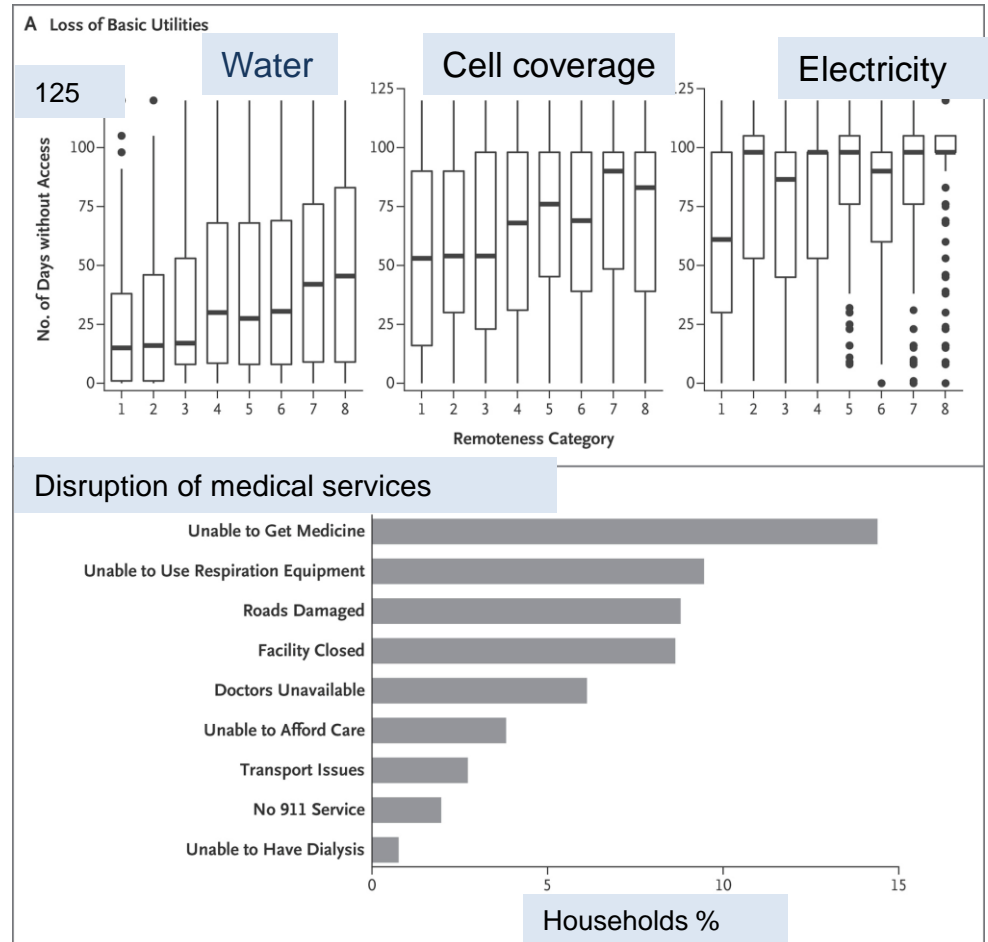 A Loss of Basic Utilities
Water
Cell coverage
Electricity
No. of Days without Access
125
100
75
50
25
0
1 2 3 4 5 6 7 8
125
100
75
50
25
0
1 2 3 4 5 6 7 8
25
100
75
50
25
0
1 2 3 4 5 6 7 8
Remoteness Category
Disruption of medical services
Unable to Get Medicine
Unable to Use Respiration Equipment
Roads Damaged
Facility Closed
Doctors Unavailable
Unable to Afford Care
Transport Issues
No 911 Service
Unable to Have Dialysis
0 5 10 15
Households %